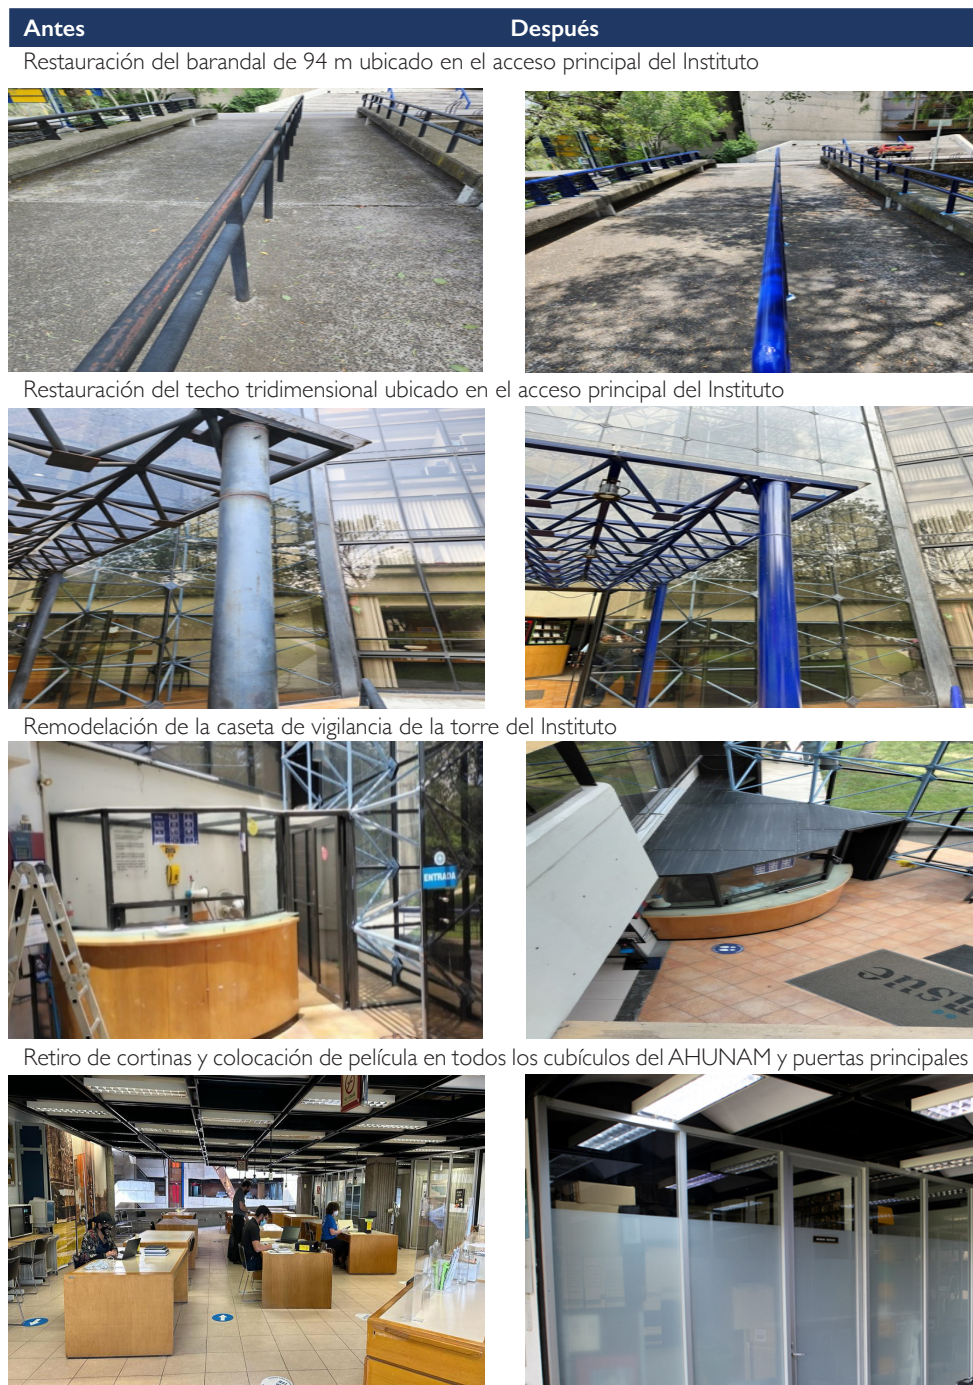 Antes
Después
Restauración del barandal de 94 m ubicado en el acceso principal del Instituto
Restauración del techo tridimensional ubicado en el acceso principal del Instituto
Remodelación de la caseta de vigilancia de la torre del Instituto
ENTRADA
isue
Retiro de cortinas y colocación de película en todos los cubículos del AHUNAM y puertas principales